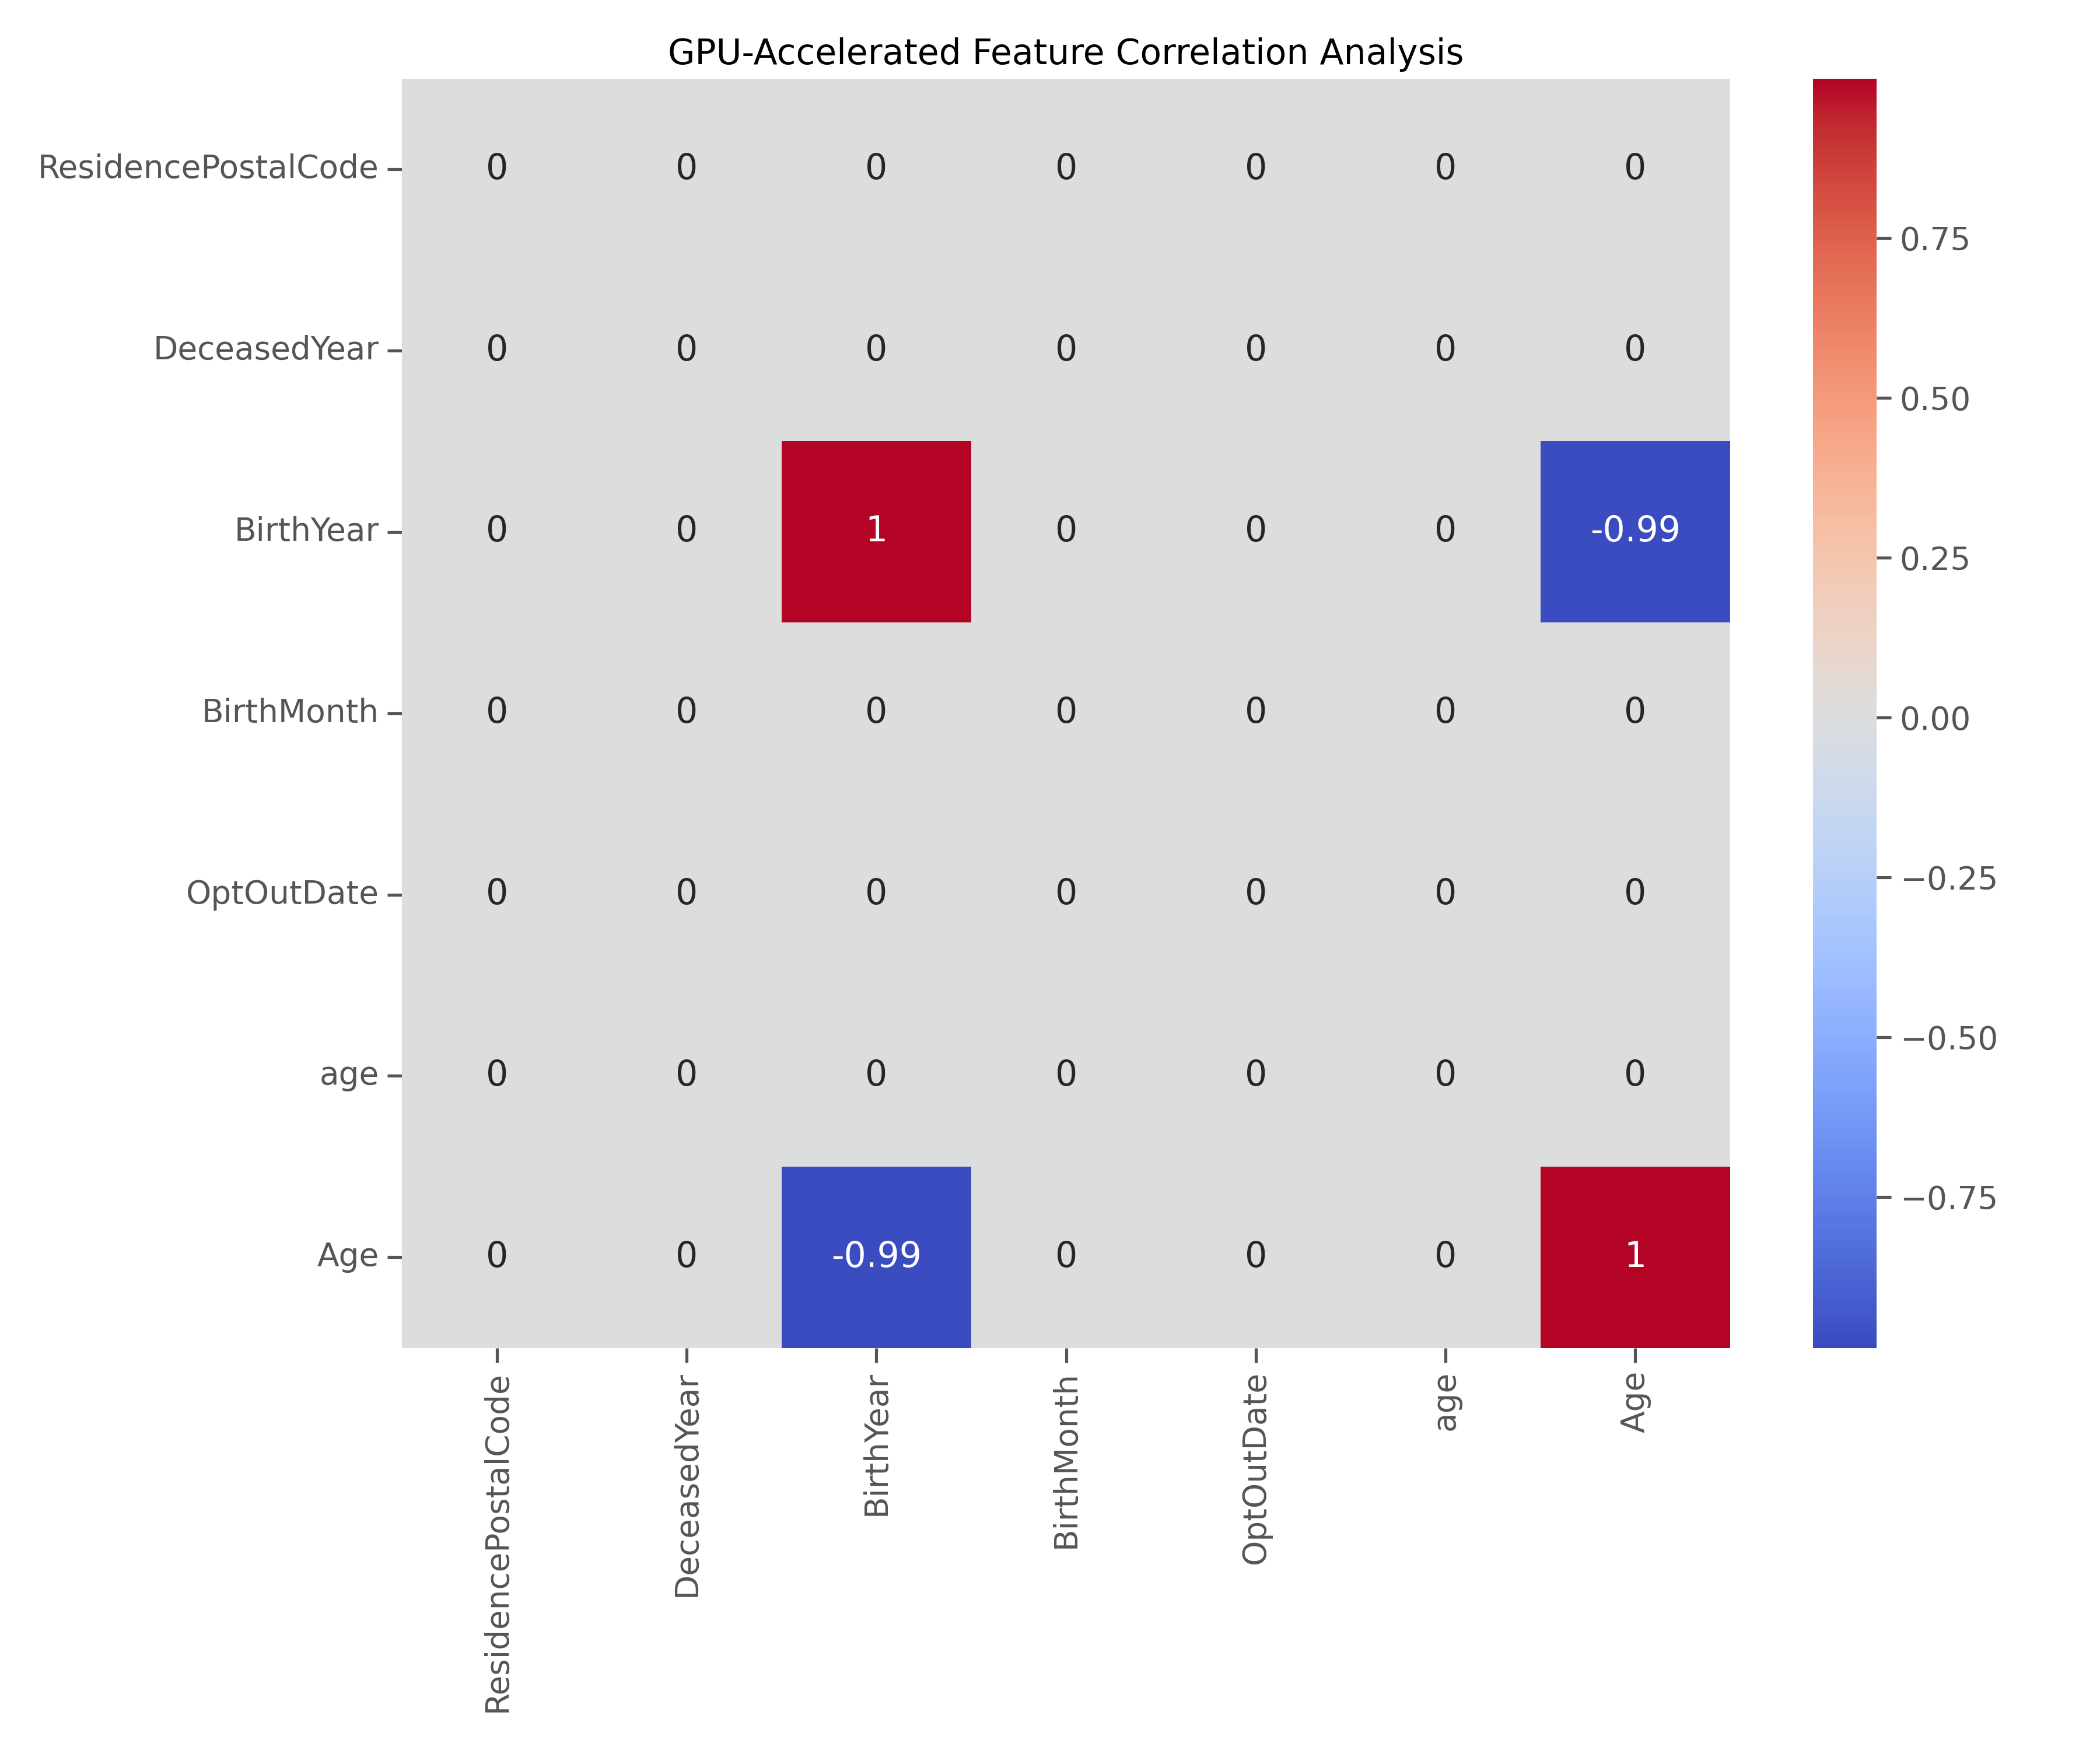 GPU-Accelerated Feature Correlation Analysis
ResidencePostalCode 0 0 0 0 0 0 0
DeceasedYear 0 0 0 0 0 0 0
BirthYear 0 0 1 0 0 0 -0.99
BirthMonth 0 0 0 0 0 0 0
OptOutDate 0 0 0 0 0 0 0
age 0 0 0 0 0 0 0
Age 0 0 -0.99 0 0 0 1
ResidencePostalCode
DeceasedYear
BirthYear
BirthMonth
OptOutDate
age
Age
0.75
0.50
0.25
0.00
−0.25
−0.50
−0.75